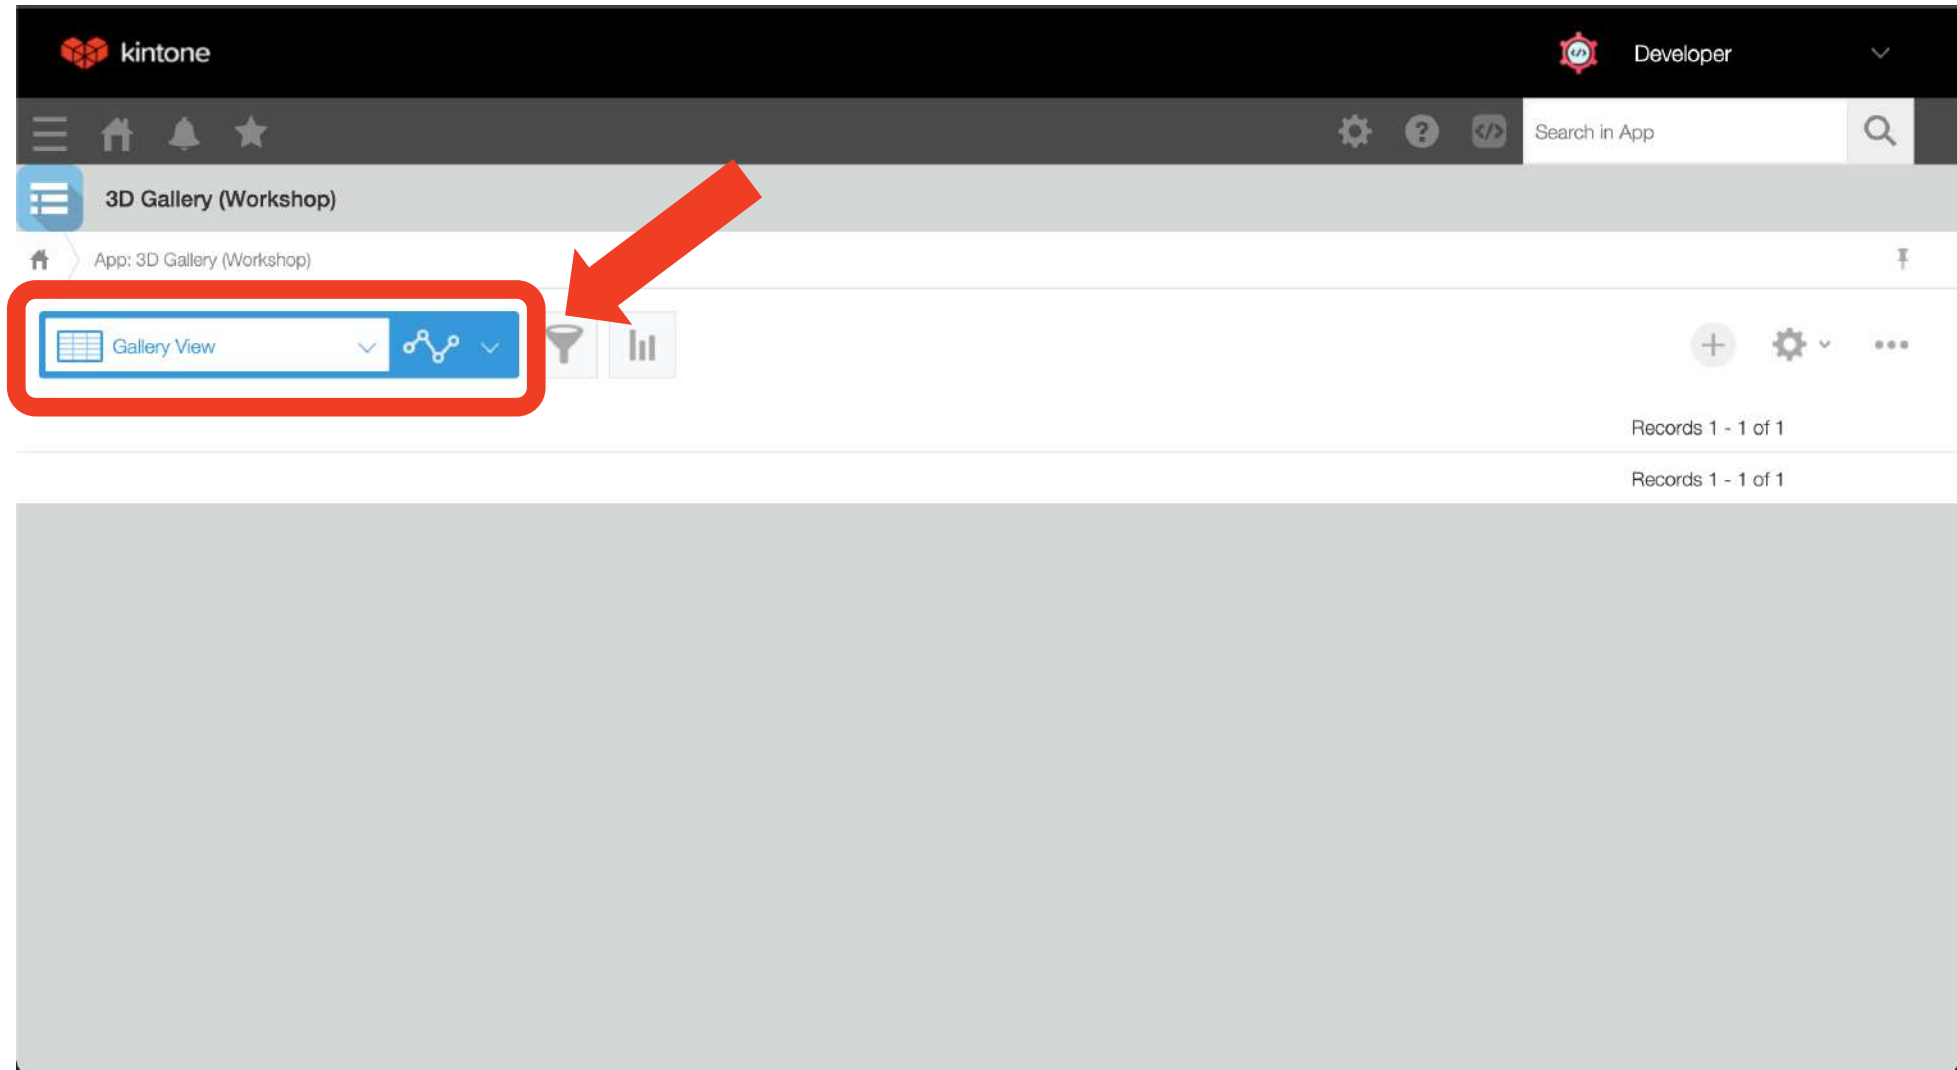 kintone
Developer
Search in App
3D Gallery (Workshop)
App: 3D Gallery (Workshop)
Gallery View
Records 1 - 1 of 1
Records 1 - 1 of 1